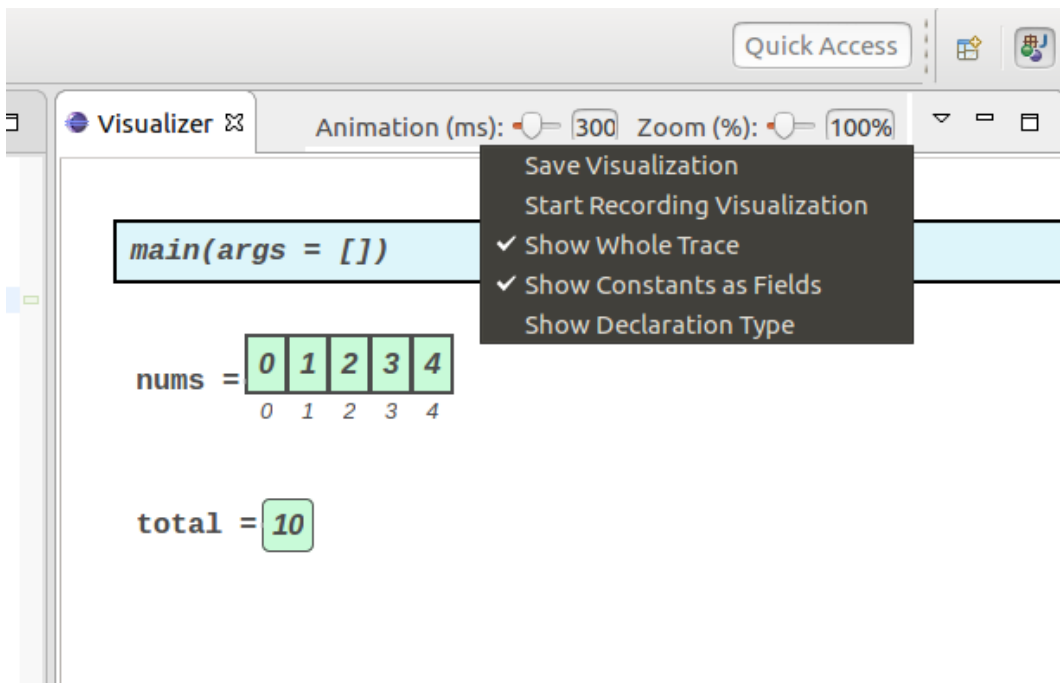 Quick Access
Visualizer Animation (ms): 300 Zoom (%): 100%
Save Visualization
Start Recording Visualization
Show Whole Trace
Show Constants as Fields
Show Declaration Type
main(args = [])
nums = 0 1 2 3 4
0 1 2 3 4
total = 10